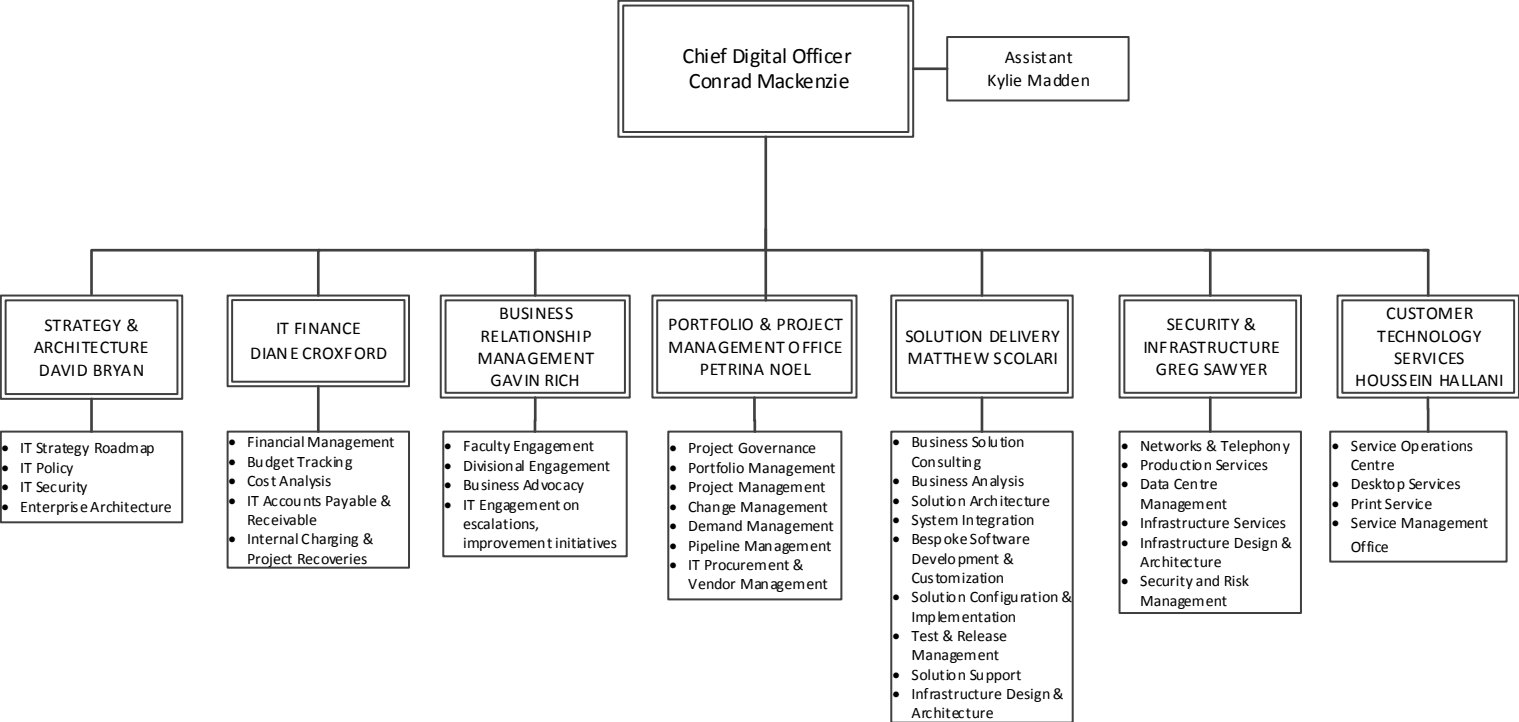 Chief Digital Officer
Conrad Mackenzie
Assistant
Kylie Madden
STRATEGY &
ARCHITECTURE
DAVID BRYAN
IT FINANCE
DIANE CROXFORD
BUSINESS
RELATIONSHIP
MANAGEMENT
GAVIN RICH
PORTFOLIO & PROJECT
MANAGEMENT OFFICE
PETRINA NOEL
SOLUTION DELIVERY
MATTHEW SCOLARI
SECURITY &
INFRASTRUCTURE
GREG SAWYER
CUSTOMER
TECHNOLOGY
SERVICES
HOUSSEIN HALLANI
• IT Strategy Roadmap
• IT Policy
• IT Security
• Enterprise Architecture
• Financial Management
• Budget Tracking
• Cost Analysis
• IT Accounts Payable &
Receivable
• Internal Charging &
Project Recoveries
• Faculty Engagement
• Divisional Engagement
• Business Advocacy
• IT Engagement on
escalations,
improvement initiatives
• Project Governance
• Portfolio Management
• Project Management
• Change Management
• Demand Management
• Pipeline Management
• IT Procurement &
Vendor Management
• Business Solution
Consulting
• Business Analysis
• Solution Architecture
• System Integration
• Bespoke Software
Development &
Customization
• Solution Configuration &
Implementation
• Test & Release
Management
• Solution Support
• Infrastructure Design &
Architecture
• Networks & Telephony
• Production Services
• Data Centre
Management
• Infrastructure Services
• Infrastructure Design &
Architecture
• Security and Risk
Management
• Service Operations
Centre
• Desktop Services
• Print Service
• Service Management
Office